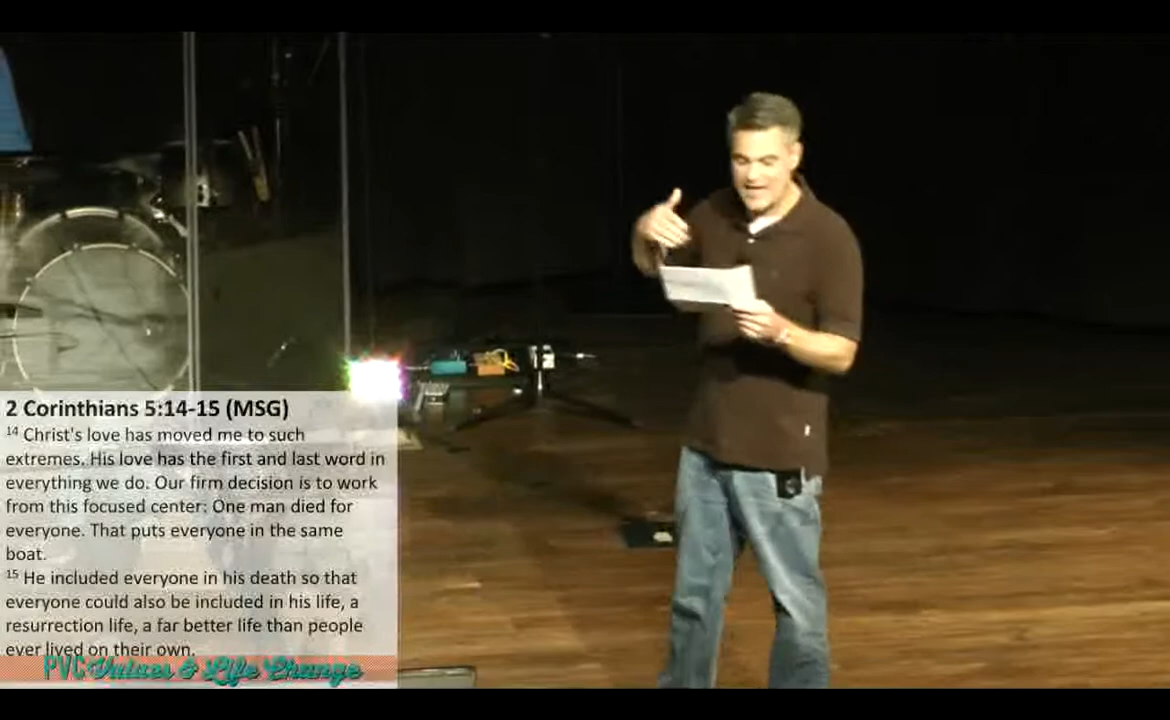 2 Corinthians 5:14-15 (MSG)
14 Christ's love has moved me to such
extremes. His love has the first and last word in
everything we do. Our firm decision is to work
from this focused center: One man died for
everyone. That puts everyone in the same
boat.
15 He included everyone in his death so that
everyone could also be included in his life, a
resurrection life, a far better life than people
ever lived on their own.
PVC Values & Life Change